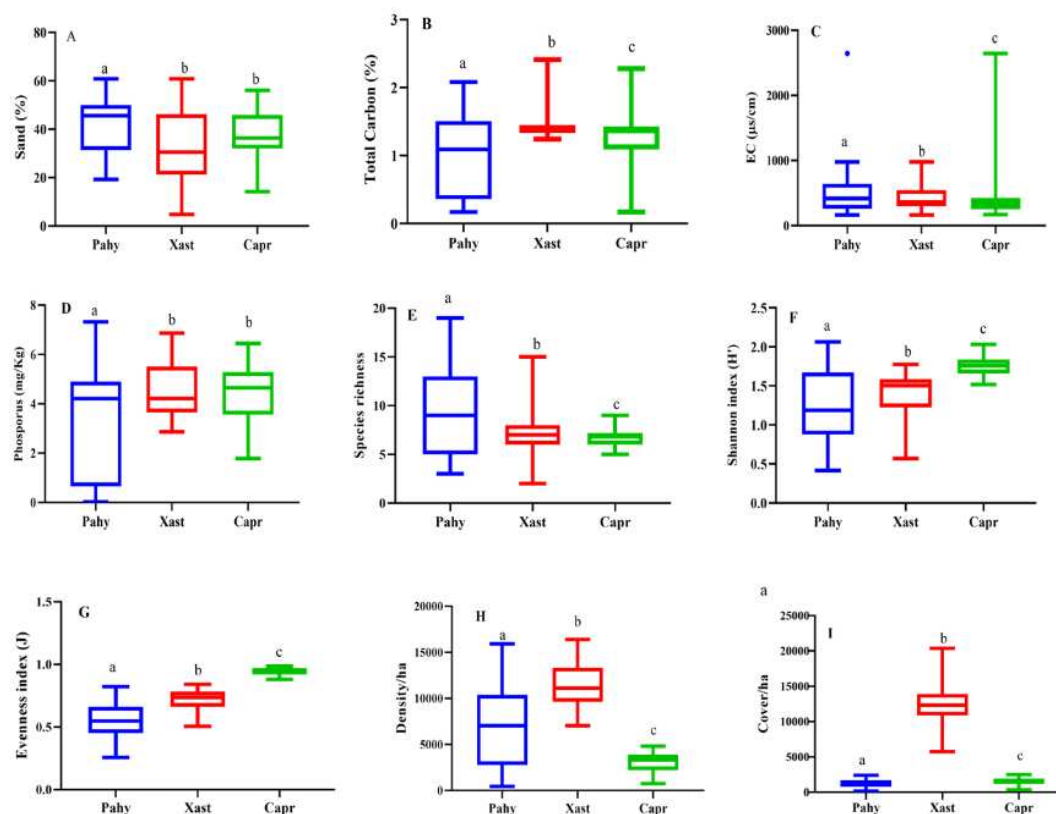 A
a
b
b
Sand (%)
80
60
40
20
0
Pahy Xast Capr
B
a
b
c
Total Carbon (%)
3
2
1
0
Pahy Xast Capr
C
a
b
c
EC (µs/cm)
3000
2000
1000
0
Pahy Xast Capr
D
a
b
b
Phosporus (mg/Kg)
8
6
4
2
0
Pahy Xast Capr
E
a
b
c
Species richness
20
15
10
5
0
Pahy Xast Capr
F
a
b
c
Shannon index (H')
2.5
2.0
1.5
1.0
0.5
0.0
Pahy Xast Capr
G
a
b
c
Evenness index (J)
1.5
1.0
0.5
0.0
Pahy Xast Capr
H
a
b
c
Density/ha
20000
15000
10000
5000
0
Pahy Xast Capr
a
I
a
b
c
Cover/ha
25000
20000
15000
10000
5000
0
Pahy Xast Capr